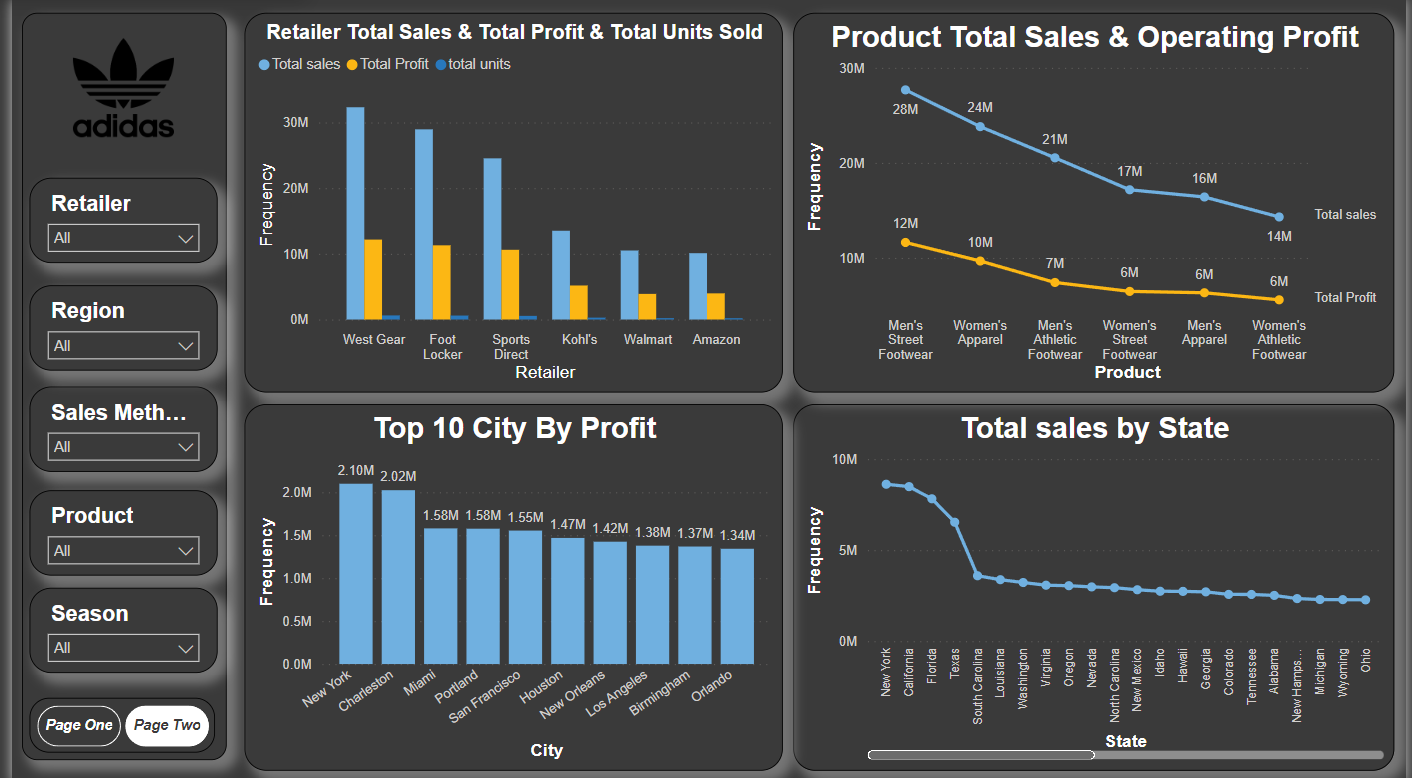 adidas
Retailer
All
Region
All
Sales Meth...
All
Product
All
Season
All
Page One
Page Two
Retailer Total Sales & Total Profit & Total Units Sold
Total sales Total Profit total units
Frequency
30M
20M
10M
0M
West Gear
Foot
Locker
Sports
Direct
Kohl's
Walmart
Amazon
Retailer
Product Total Sales & Operating Profit
Frequency
30M
20M
10M
28M
24M
21M
17M
16M
14M
Total sales
12M
10M
7M
6M
6M
6M
Total Profit
Men's
Street
Footwear
Women's
Apparel
Men's
Athletic
Footwear
Women's
Street
Footwear
Men's
Apparel
Women's
Athletic
Footwear
Product
Top 10 City By Profit
Frequency
2.0M
1.5M
1.0M
0.5M
0.0M
2.10M
2.02M
1.58M
1.58M
1.55M
1.47M
1.42M
1.38M
1.37M
1.34M
New York
Charleston
Miami
Portland
San Francisco
Houston
New Orleans
Los Angeles
Birmingham
Orlando
City
Total sales by State
Frequency
10M
5M
0M
New York
California
Florida
Texas
South Carolina
Louisiana
Washington
Virginia
Oregon
Nevada
North Carolina
New Mexico
Idaho
Hawaii
Georgia
Colorado
Tennessee
Alabama
New Hamps...
Michigan
Wyoming
Ohio
State